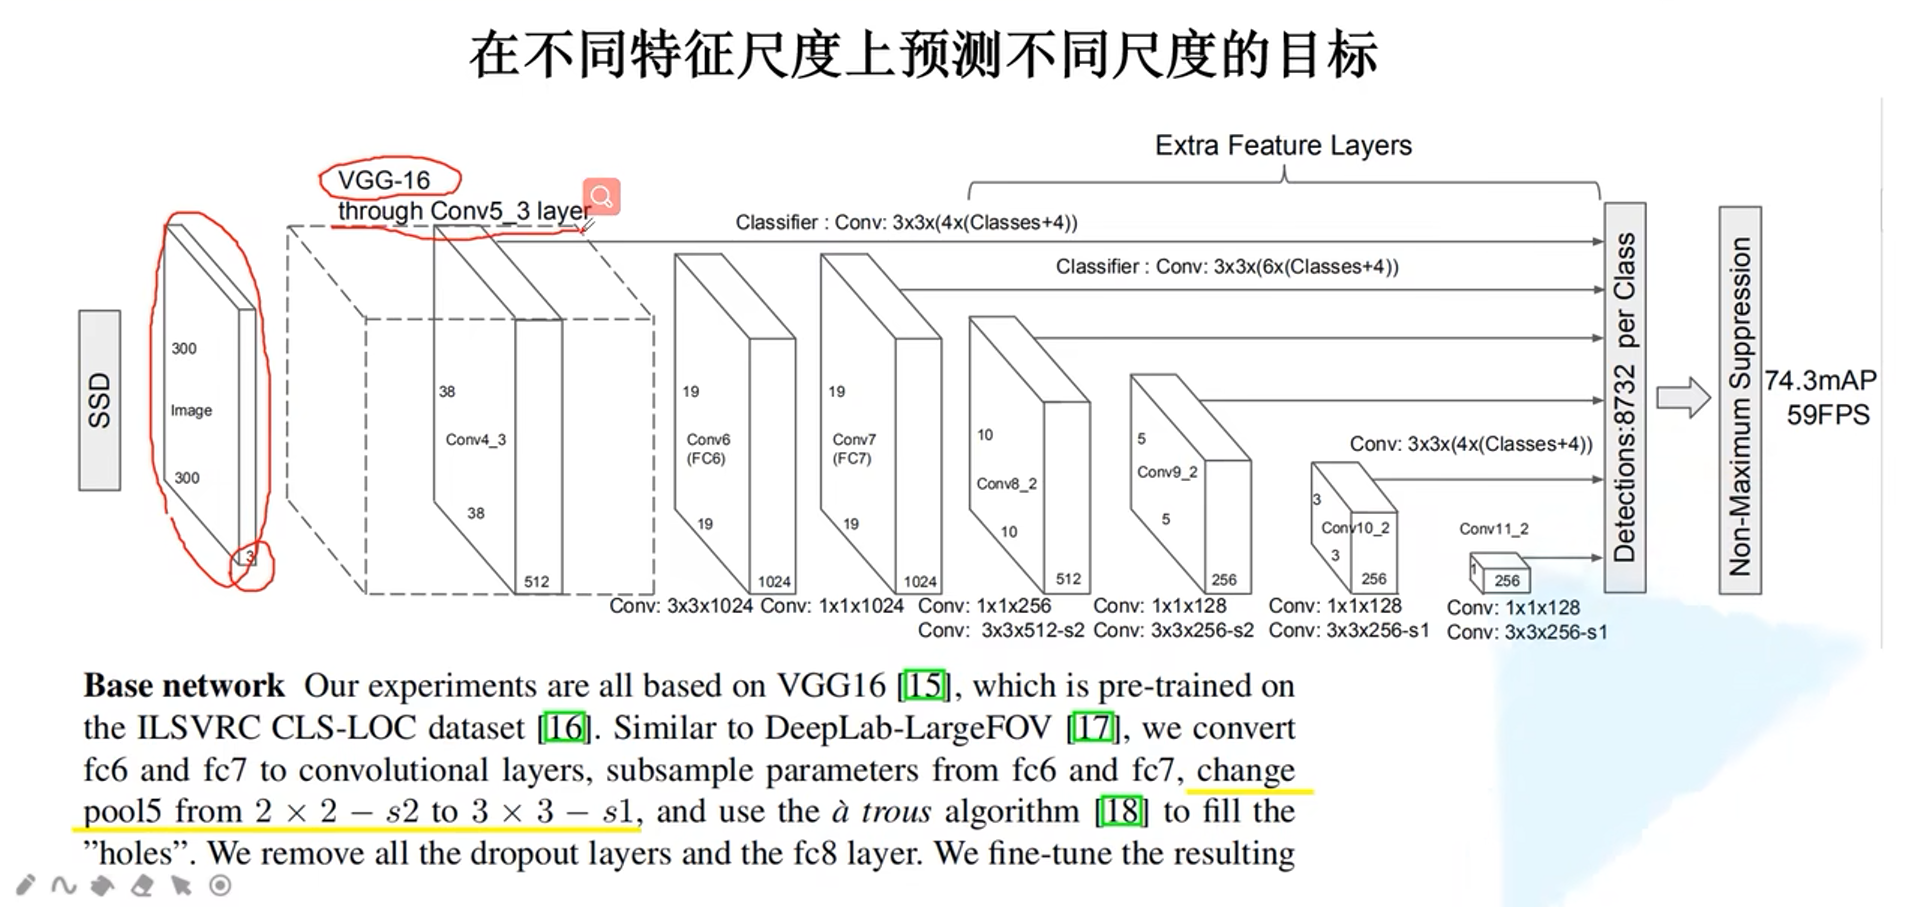 在不同特征尺度上预测不同尺度的目标
Extra Feature Layers
VGG-16
through Conv5_3 layer
Classifier : Conv: 3x3x(4x(Classes+4))
Classifier : Conv: 3x3x(6x(Classes+4))
Conv: 3x3x(4x(Classes+4))
SSD
300
Image
300
3
38
Conv4_3
38
512
19
Conv6
(FC6)
19
1024
19
Conv7
(FC7)
19
1024
10
Conv8_2
10
512
5
Conv9_2
5
256
3
Conv10_2
3
256
Conv11_2
1
256
Conv: 3x3x1024
Conv: 1x1x1024
Conv: 1x1x256
Conv: 3x3x512-s2
Conv: 1x1x128
Conv: 3x3x256-s2
Conv: 1x1x128
Conv: 3x3x256-s1
Conv: 1x1x128
Conv: 3x3x256-s1
Detections:8732 per Class
Non-Maximum Suppression
74.3mAP
59FPS
Base network Our experiments are all based on VGG16 [15], which is pre-trained on
the ILSVRC CLS-LOC dataset [16]. Similar to DeepLab-LargeFOV [17], we convert
fc6 and fc7 to convolutional layers, subsample parameters from fc6 and fc7, change
pool5 from 2 × 2 − s2 to 3 × 3 − s1, and use the à trous algorithm [18] to fill the
”holes”. We remove all the dropout layers and the fc8 layer. We fine-tune the resulting